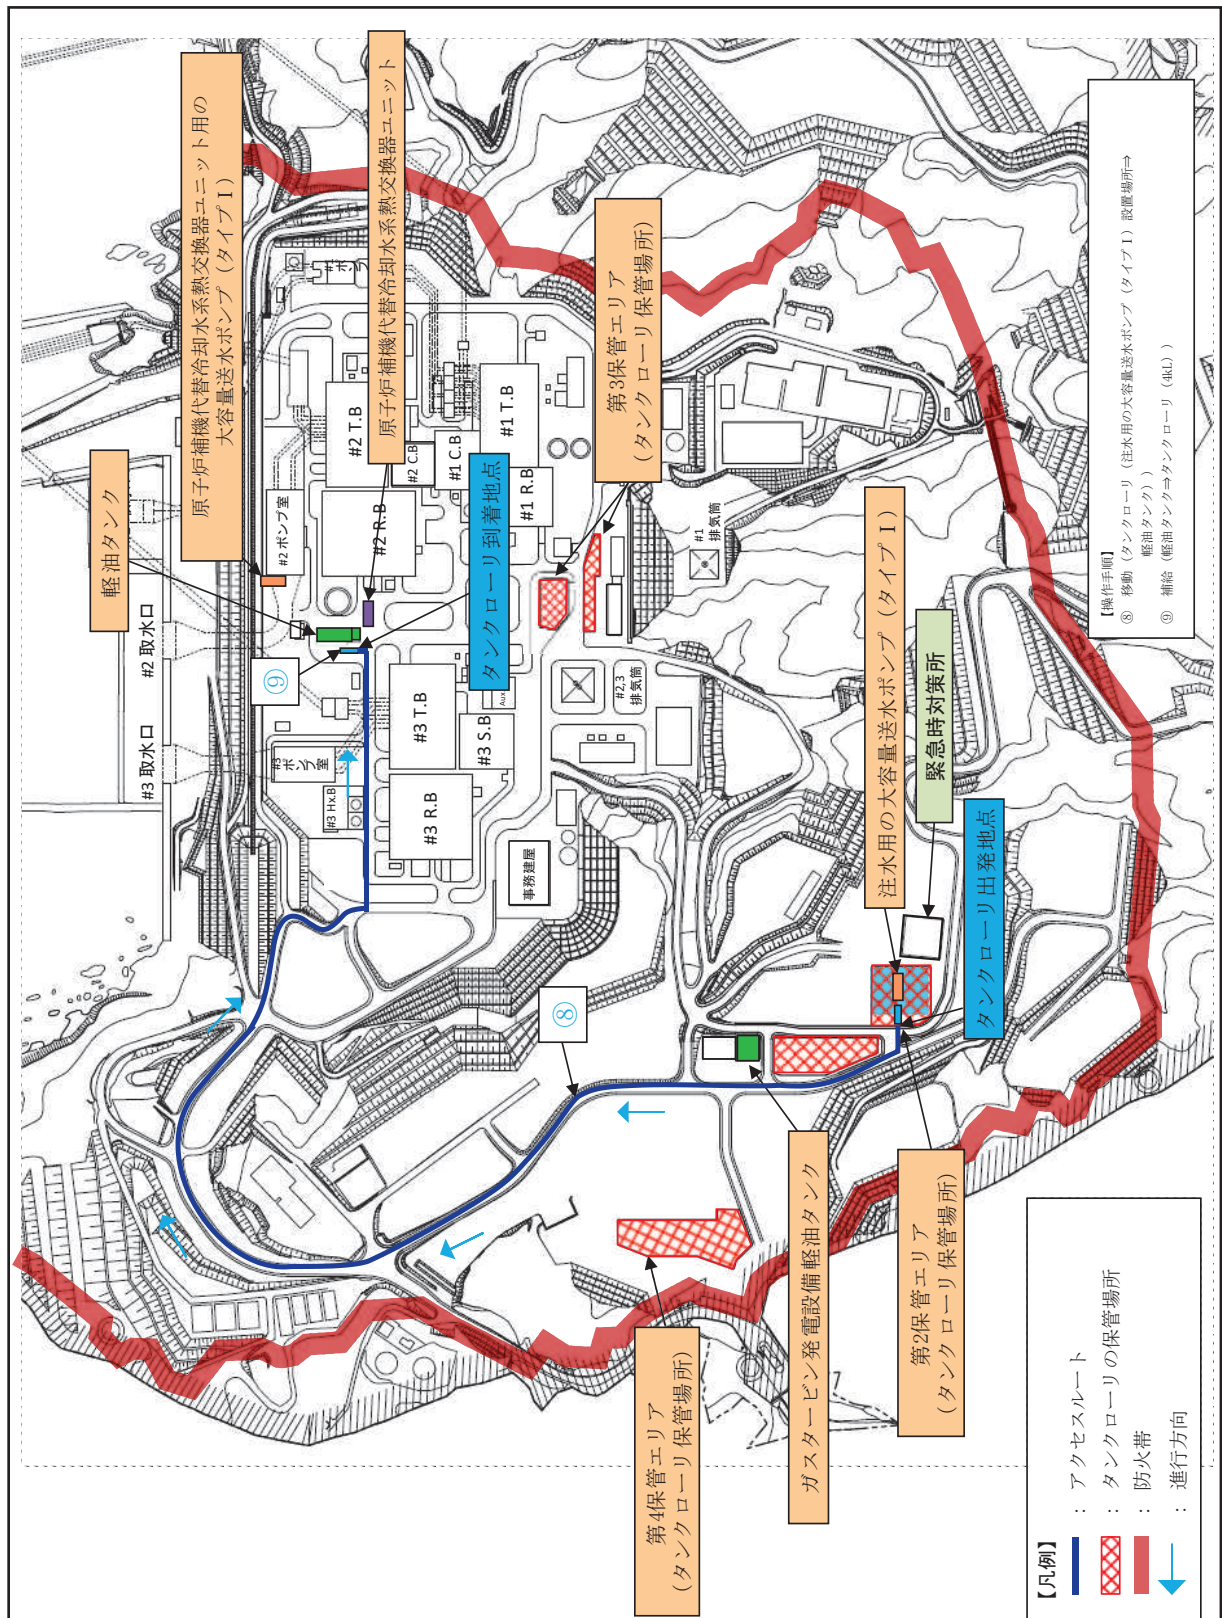 原子炉補機代替冷却水系熱交換器ユニット用の
大容量送水ポンプ（タイプⅠ）
原子炉補機代替冷却水系熱交換器ユニット
軽油タンク
タンクローリ到着地点
第3保管エリア
（タンクローリ保管場所）
#3 取水口
#2 取水口
#2 ポンプ室
#3
ポンプ
室
#3 Hx.B
#2 T.B
#2 R.B
#2 C.B
#1 C.B
#1 T.B
#1 R.B
#3 T.B
#3 S.B
#3 R.B
Aux
#1
排気筒
#2,3
排気筒
事務建屋
⑨
⑧
注水用の大容量送水ポンプ（タイプⅠ）
緊急時対策所
タンクローリ出発地点
第4保管エリア
（タンクローリ保管場所）
ガスタービン発電設備軽油タンク
第2保管エリア
（タンクローリ保管場所）
【操作手順】
⑧ 移動（タンクローリ（注水用の大容量送水ポンプ（タイプⅠ）設置場所⇒
軽油タンク））
⑨ 補給（軽油タンク⇒タンクローリ（4kL））
【凡例】
： アクセスルート
： タンクローリの保管場所
： 防火帯
： 進行方向